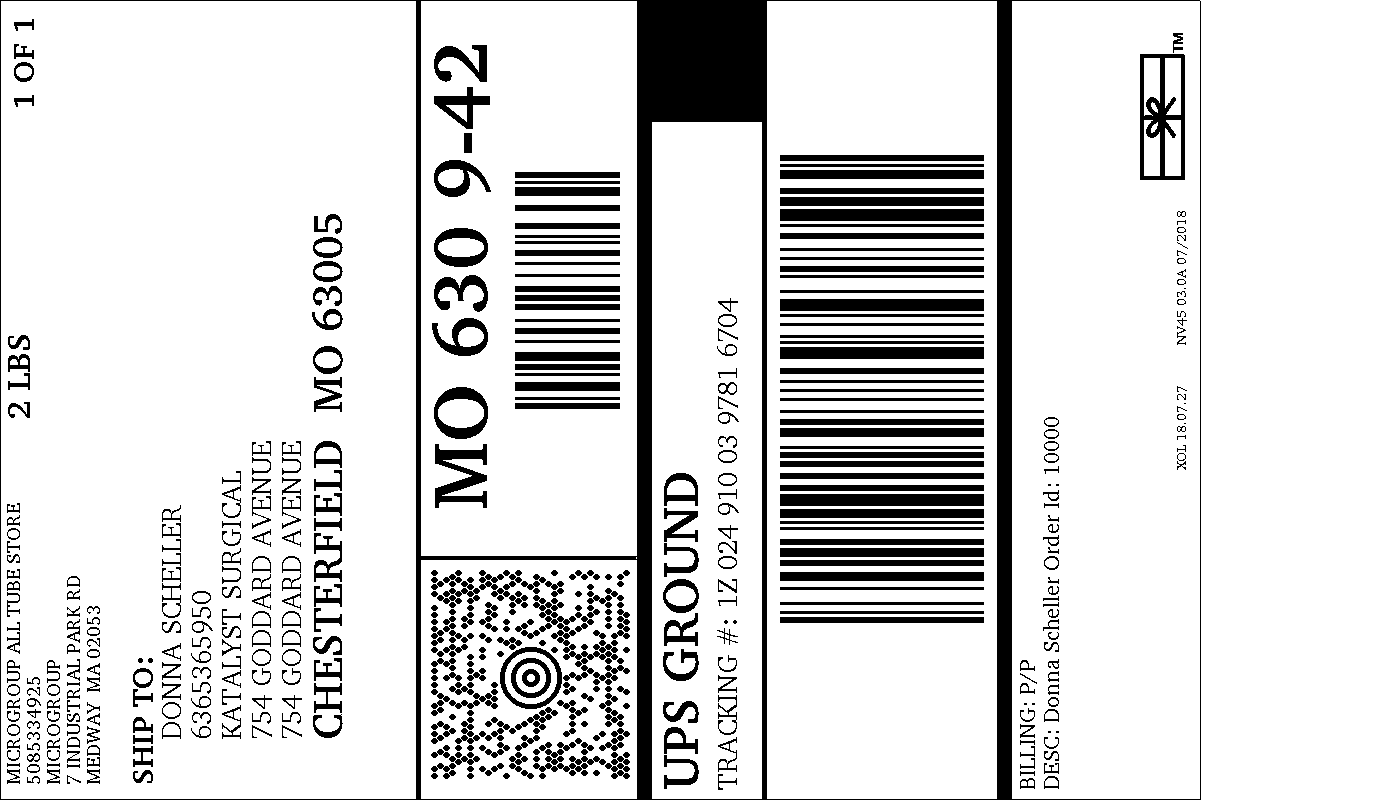 MICROGROUP ALL TUBE STORE
5085334925
MICROGROUP
7 INDUSTRIAL PARK RD
MEDWAY MA 02053
2 LBS
1 OF 1
SHIP TO:
DONNA SCHELLER
6365365950
KATALYST SURGICAL
754 GODDARD AVENUE
754 GODDARD AVENUE
CHESTERFIELD MO 63005
MO 630 9-42
UPS GROUND
TRACKING #: 1Z 024 910 03 9781 6704
BILLING: P/P
DESC: Donna Scheller Order Id: 10000
XOL 18.07.27 NV45 03.0A 07/2018
TM